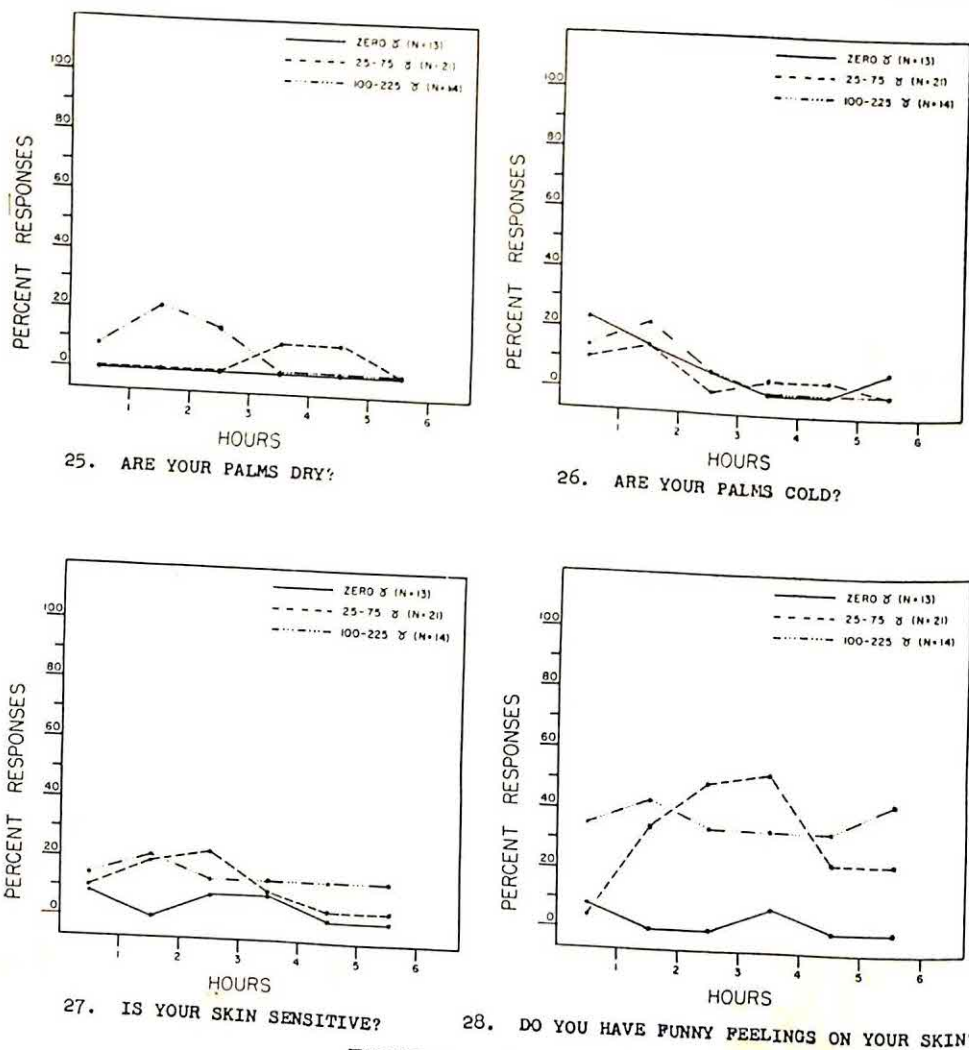 ZERO ɣ (N=13)
25-75 ɣ (N=21)
100-225 ɣ (N=14)
100
80
60
40
20
0
PERCENT RESPONSES
1 2 3 4 5 6
HOURS
25. ARE YOUR PALMS DRY?
ZERO ɣ (N=13)
25-75 ɣ (N=21)
100-225 ɣ (N=14)
100
80
60
40
20
0
PERCENT RESPONSES
1 2 3 4 5 6
HOURS
26. ARE YOUR PALMS COLD?
ZERO ɣ (N=13)
25-75 ɣ (N=21)
100-225 ɣ (N=14)
100
80
60
40
20
0
PERCENT RESPONSES
1 2 3 4 5 6
HOURS
27. IS YOUR SKIN SENSITIVE?
ZERO ɣ (N=13)
25-75 ɣ (N=21)
100-225 ɣ (N=14)
100
80
60
40
20
0
PERCENT RESPONSES
1 2 3 4 5 6
HOURS
28. DO YOU HAVE FUNNY FEELINGS ON YOUR SKIN?